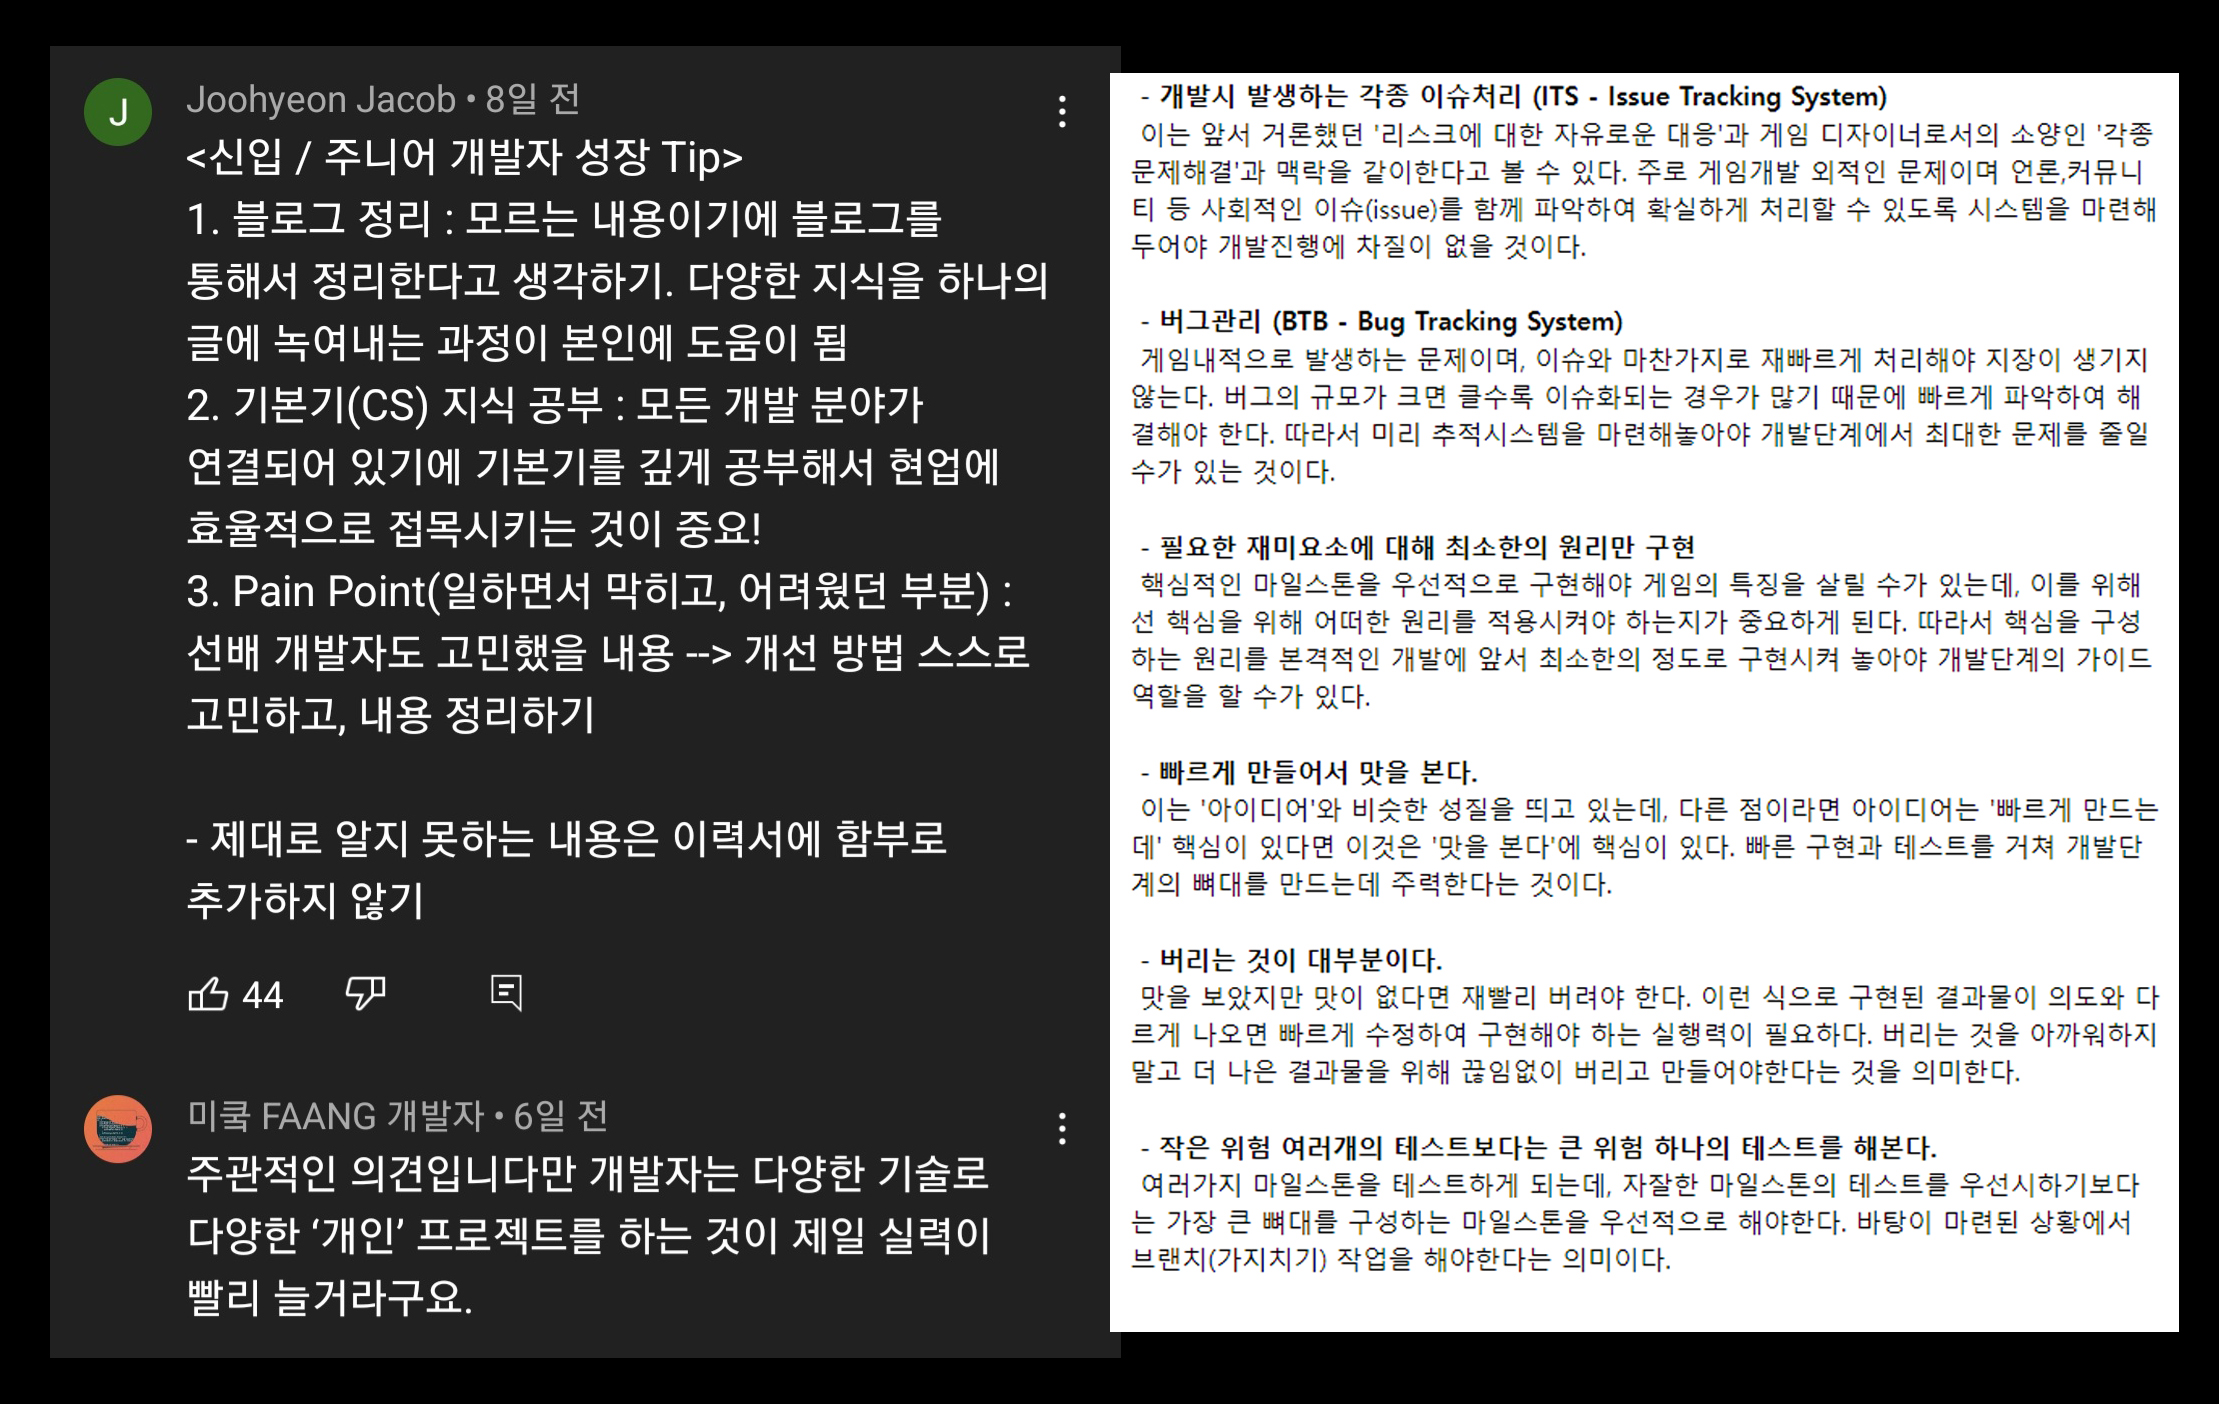 J
Joohyeon Jacob • 8일 전
<신입 / 주니어 개발자 성장 Tip>
1. 블로그 정리 : 모르는 내용이기에 블로그를
통해서 정리한다고 생각하기. 다양한 지식을 하나의
글에 녹여내는 과정이 본인에 도움이 됨
2. 기본기(CS) 지식 공부 : 모든 개발 분야가
연결되어 있기에 기본기를 깊게 공부해서 현업에
효율적으로 접목시키는 것이 중요!
3. Pain Point(일하면서 막히고, 어려웠던 부분) :
선배 개발자도 고민했을 내용 --> 개선 방법 스스로
고민하고, 내용 정리하기
- 제대로 알지 못하는 내용은 이력서에 함부로
추가하지 않기
44
미쿸 FAANG 개발자 • 6일 전
주관적인 의견입니다만 개발자는 다양한 기술로
다양한 ‘개인’ 프로젝트를 하는 것이 제일 실력이
빨리 늘거라구요.
- 개발시 발생하는 각종 이슈처리 (ITS - Issue Tracking System)
이는 앞서 거론했던 '리스크에 대한 자유로운 대응'과 게임 디자이너로서의 소양인 '각종
문제해결'과 맥락을 같이한다고 볼 수 있다. 주로 게임개발 외적인 문제이며 언론,커뮤니
티 등 사회적인 이슈(issue)를 함께 파악하여 확실하게 처리할 수 있도록 시스템을 마련해
두어야 개발진행에 차질이 없을 것이다.
- 버그관리 (BTB - Bug Tracking System)
게임내적으로 발생하는 문제이며, 이슈와 마찬가지로 재빠르게 처리해야 지장이 생기지
않는다. 버그의 규모가 크면 클수록 이슈화되는 경우가 많기 때문에 빠르게 파악하여 해
결해야 한다. 따라서 미리 추적시스템을 마련해놓아야 개발단계에서 최대한 문제를 줄일
수가 있는 것이다.
- 필요한 재미요소에 대해 최소한의 원리만 구현
핵심적인 마일스톤을 우선적으로 구현해야 게임의 특징을 살릴 수가 있는데, 이를 위해
선 핵심을 위해 어떠한 원리를 적용시켜야 하는지가 중요하게 된다. 따라서 핵심을 구성
하는 원리를 본격적인 개발에 앞서 최소한의 정도로 구현시켜 놓아야 개발단계의 가이드
역할을 할 수가 있다.
- 빠르게 만들어서 맛을 본다.
이는 '아이디어'와 비슷한 성질을 띄고 있는데, 다른 점이라면 아이디어는 '빠르게 만드는
데' 핵심이 있다면 이것은 '맛을 본다'에 핵심이 있다. 빠른 구현과 테스트를 거쳐 개발단
계의 뼈대를 만드는데 주력한다는 것이다.
- 버리는 것이 대부분이다.
맛을 보았지만 맛이 없다면 재빨리 버려야 한다. 이런 식으로 구현된 결과물이 의도와 다
르게 나오면 빠르게 수정하여 구현해야 하는 실행력이 필요하다. 버리는 것을 아까워하지
말고 더 나은 결과물을 위해 끊임없이 버리고 만들어야한다는 것을 의미한다.
- 작은 위험 여러개의 테스트보다는 큰 위험 하나의 테스트를 해본다.
여러가지 마일스톤을 테스트하게 되는데, 자잘한 마일스톤의 테스트를 우선시하기보다
는 가장 큰 뼈대를 구성하는 마일스톤을 우선적으로 해야한다. 바탕이 마련된 상황에서
브랜치(가지치기) 작업을 해야한다는 의미이다.